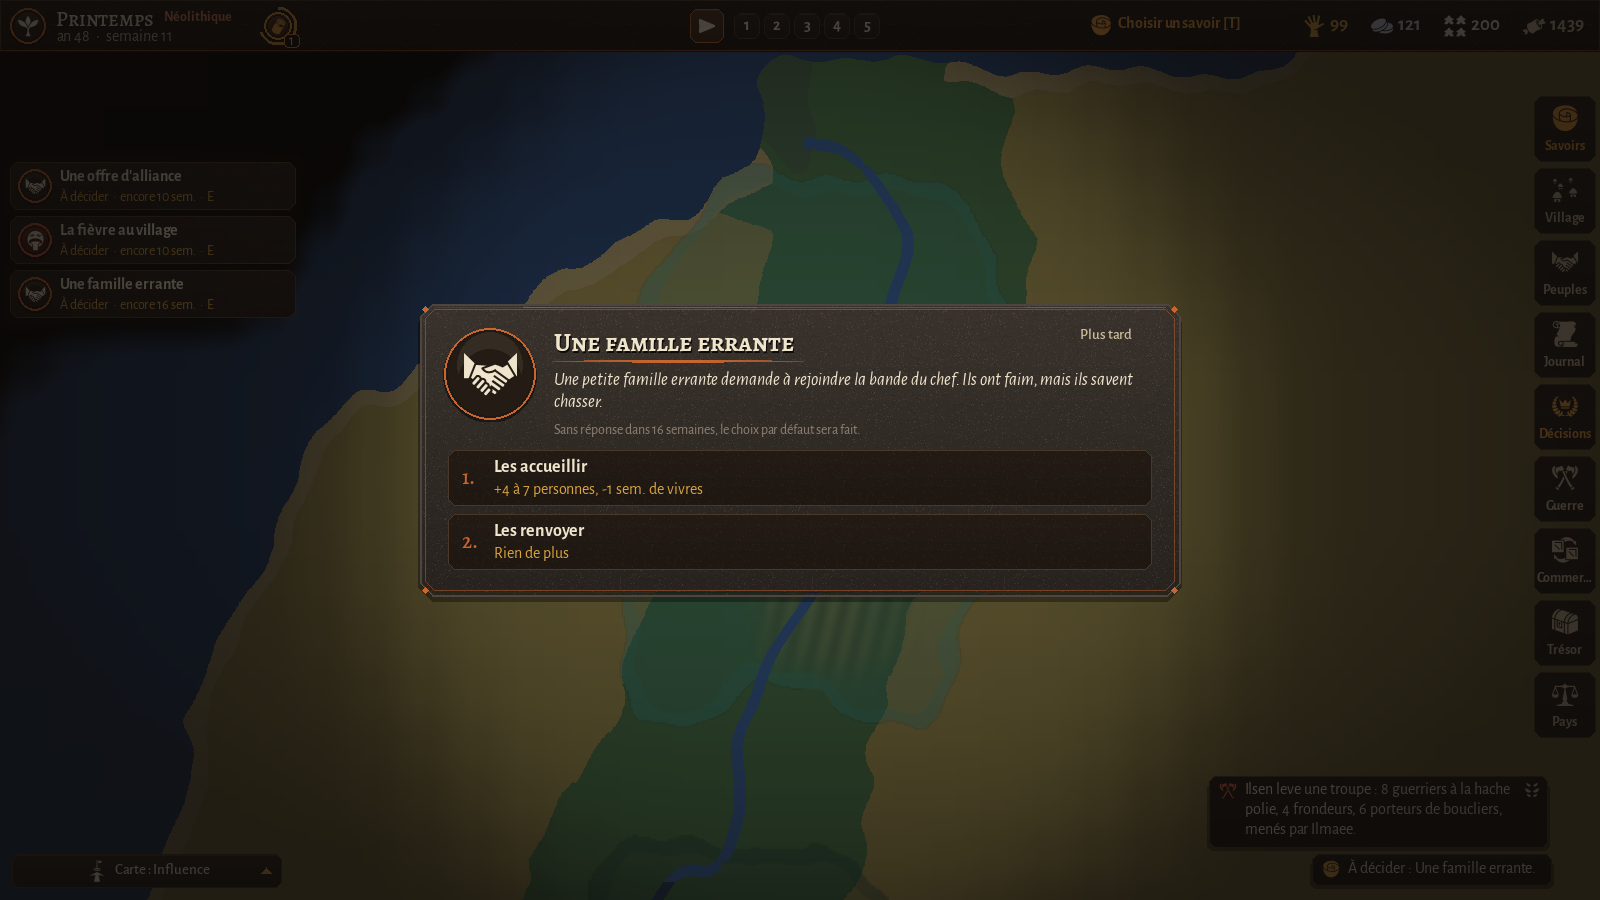 Printemps Néolithique
an 48 · semaine 11
1
1 2 3 4 5
Choisir un savoir [T]
99 121 200 1439
Une offre d'alliance
À décider · encore 10 sem. · E
La fièvre au village
À décider · encore 10 sem. · E
Une famille errante
À décider · encore 16 sem. · E
Une famille errante
Plus tard
Une petite famille errante demande à rejoindre la bande du chef. Ils ont faim, mais ils savent
chasser.
Sans réponse dans 16 semaines, le choix par défaut sera fait.
1. Les accueillir
+4 à 7 personnes, -1 sem. de vivres
2. Les renvoyer
Rien de plus
Savoirs
Village
Peuples
Journal
Décisions
Guerre
Commer...
Trésor
Pays
Ilsen leve une troupe : 8 guerriers à la hache
polie, 4 frondeurs, 6 porteurs de boucliers,
menés par Ilmaee.
À décider : Une famille errante.
Carte : Influence